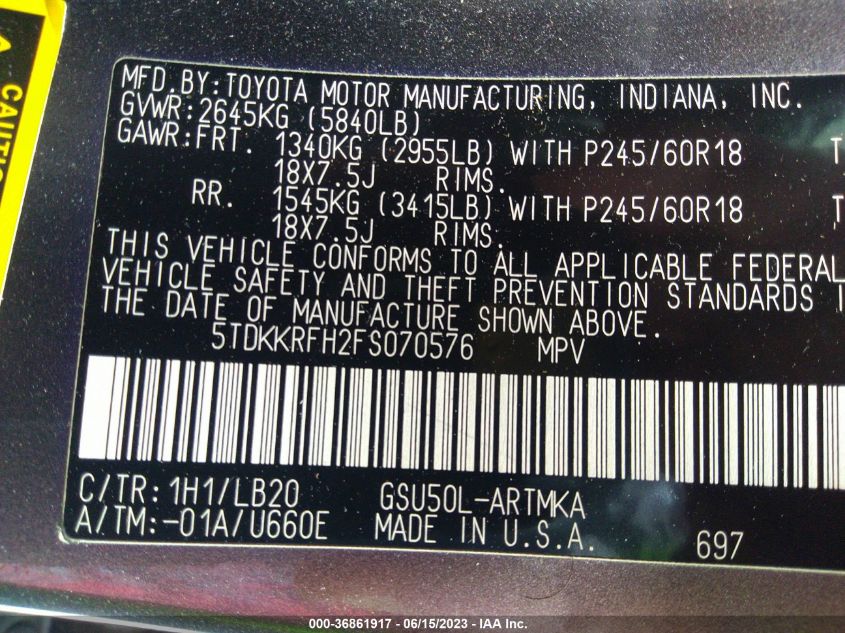 CAUTION
MFD. BY: TOYOTA MOTOR MANUFACTURING, INDIANA, INC.
GVWR: 2645KG (5840LB)
GAWR: FRT. 1340KG (2955LB) WITH P245/60R18 T
18X7.5J RIMS.
RR. 1545KG (3415LB) WITH P245/60R18 T
18X7.5J RIMS.
THIS VEHICLE CONFORMS TO ALL APPLICABLE FEDERAL
VEHICLE SAFETY AND THEFT PREVENTION STANDARDS I
THE DATE OF MANUFACTURE SHOWN ABOVE.
5TDKKRFH2FS070576 MPV
C/TR: 1H1/LB20 GSU50L-ARTMKA
A/TM: -01A/U660E MADE IN U.S.A. 697
000-36861917 - 06/15/2023 - IAA Inc.